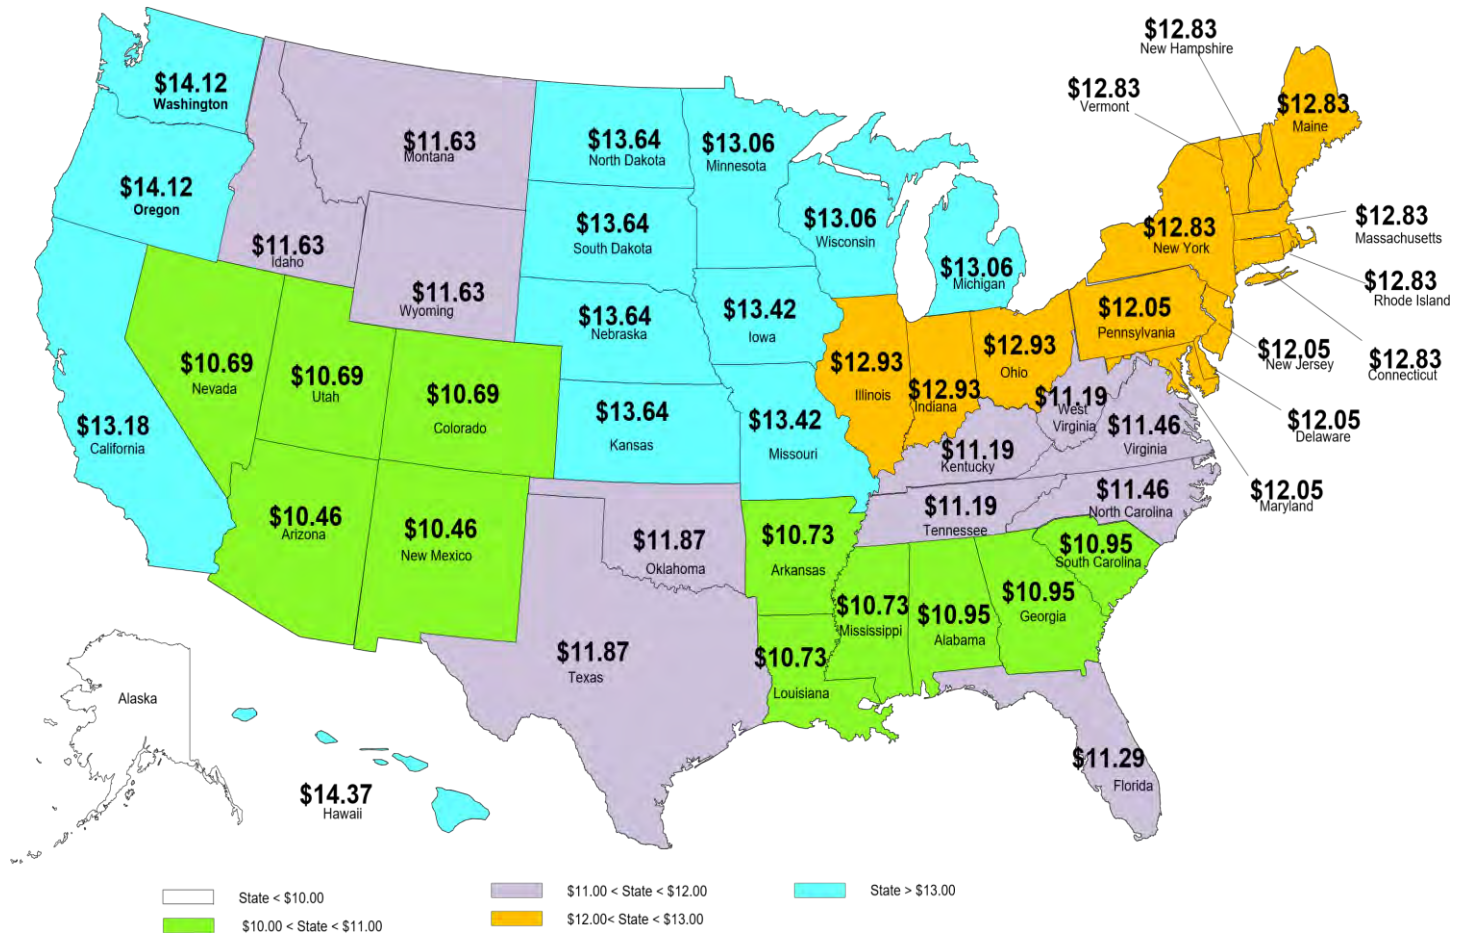 $12.83
New Hampshire
$12.83
Vermont
$14.12
Washington
$12.83
Maine
$11.63
Montana
$13.64
North Dakota
$13.06
Minnesota
$14.12
Oregon
$13.64
South Dakota
$13.06
Wisconsin
$12.83
New York
$12.83
Massachusetts
$11.63
Idaho
$13.06
Michigan
$12.83
Rhode Island
$11.63
Wyoming
$13.64
Nebraska
$13.42
Iowa
$12.05
Pennsylvania
$12.05
New Jersey
$12.83
Connecticut
$10.69
Nevada
$10.69
Utah
$10.69
Colorado
$12.93
Illinois
$12.93
Indiana
$12.93
Ohio
$11.19
West
Virginia
$11.46
Virginia
$12.05
Delaware
$13.18
California
$13.64
Kansas
$13.42
Missouri
$11.19
Kentucky
$12.05
Maryland
$10.46
Arizona
$10.46
New Mexico
$11.87
Oklahoma
$10.73
Arkansas
$11.19
Tennessee
$11.46
North Carolina
$10.95
South Carolina
$10.73
Mississippi
$10.95
Alabama
$10.95
Georgia
$11.87
Texas
$10.73
Louisiana
Alaska
$14.37
Hawaii
$11.29
Florida
State < $10.00
$11.00 < State < $12.00
State > $13.00
$10.00 < State < $11.00
$12.00< State < $13.00